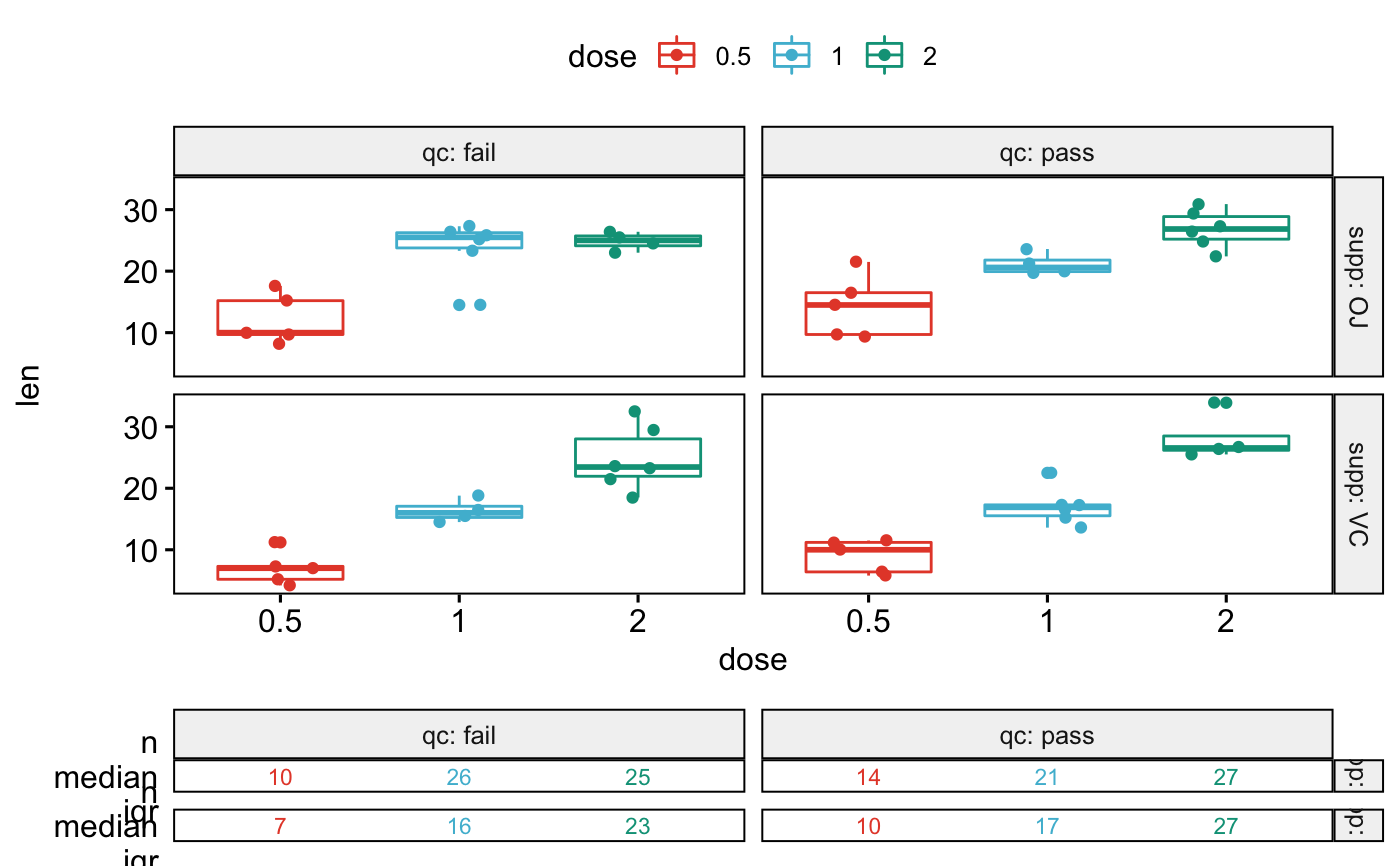 dose 0.5 1 2
qc: fail qc: pass
30
20
10
supp: OJ
len
30
20
10
supp: VC
0.5 1 2 0.5 1 2
dose
qc: fail qc: pass
n
median 10 26 25 14 21 27
n
iqr
median 7 16 23 10 17 27
iqr